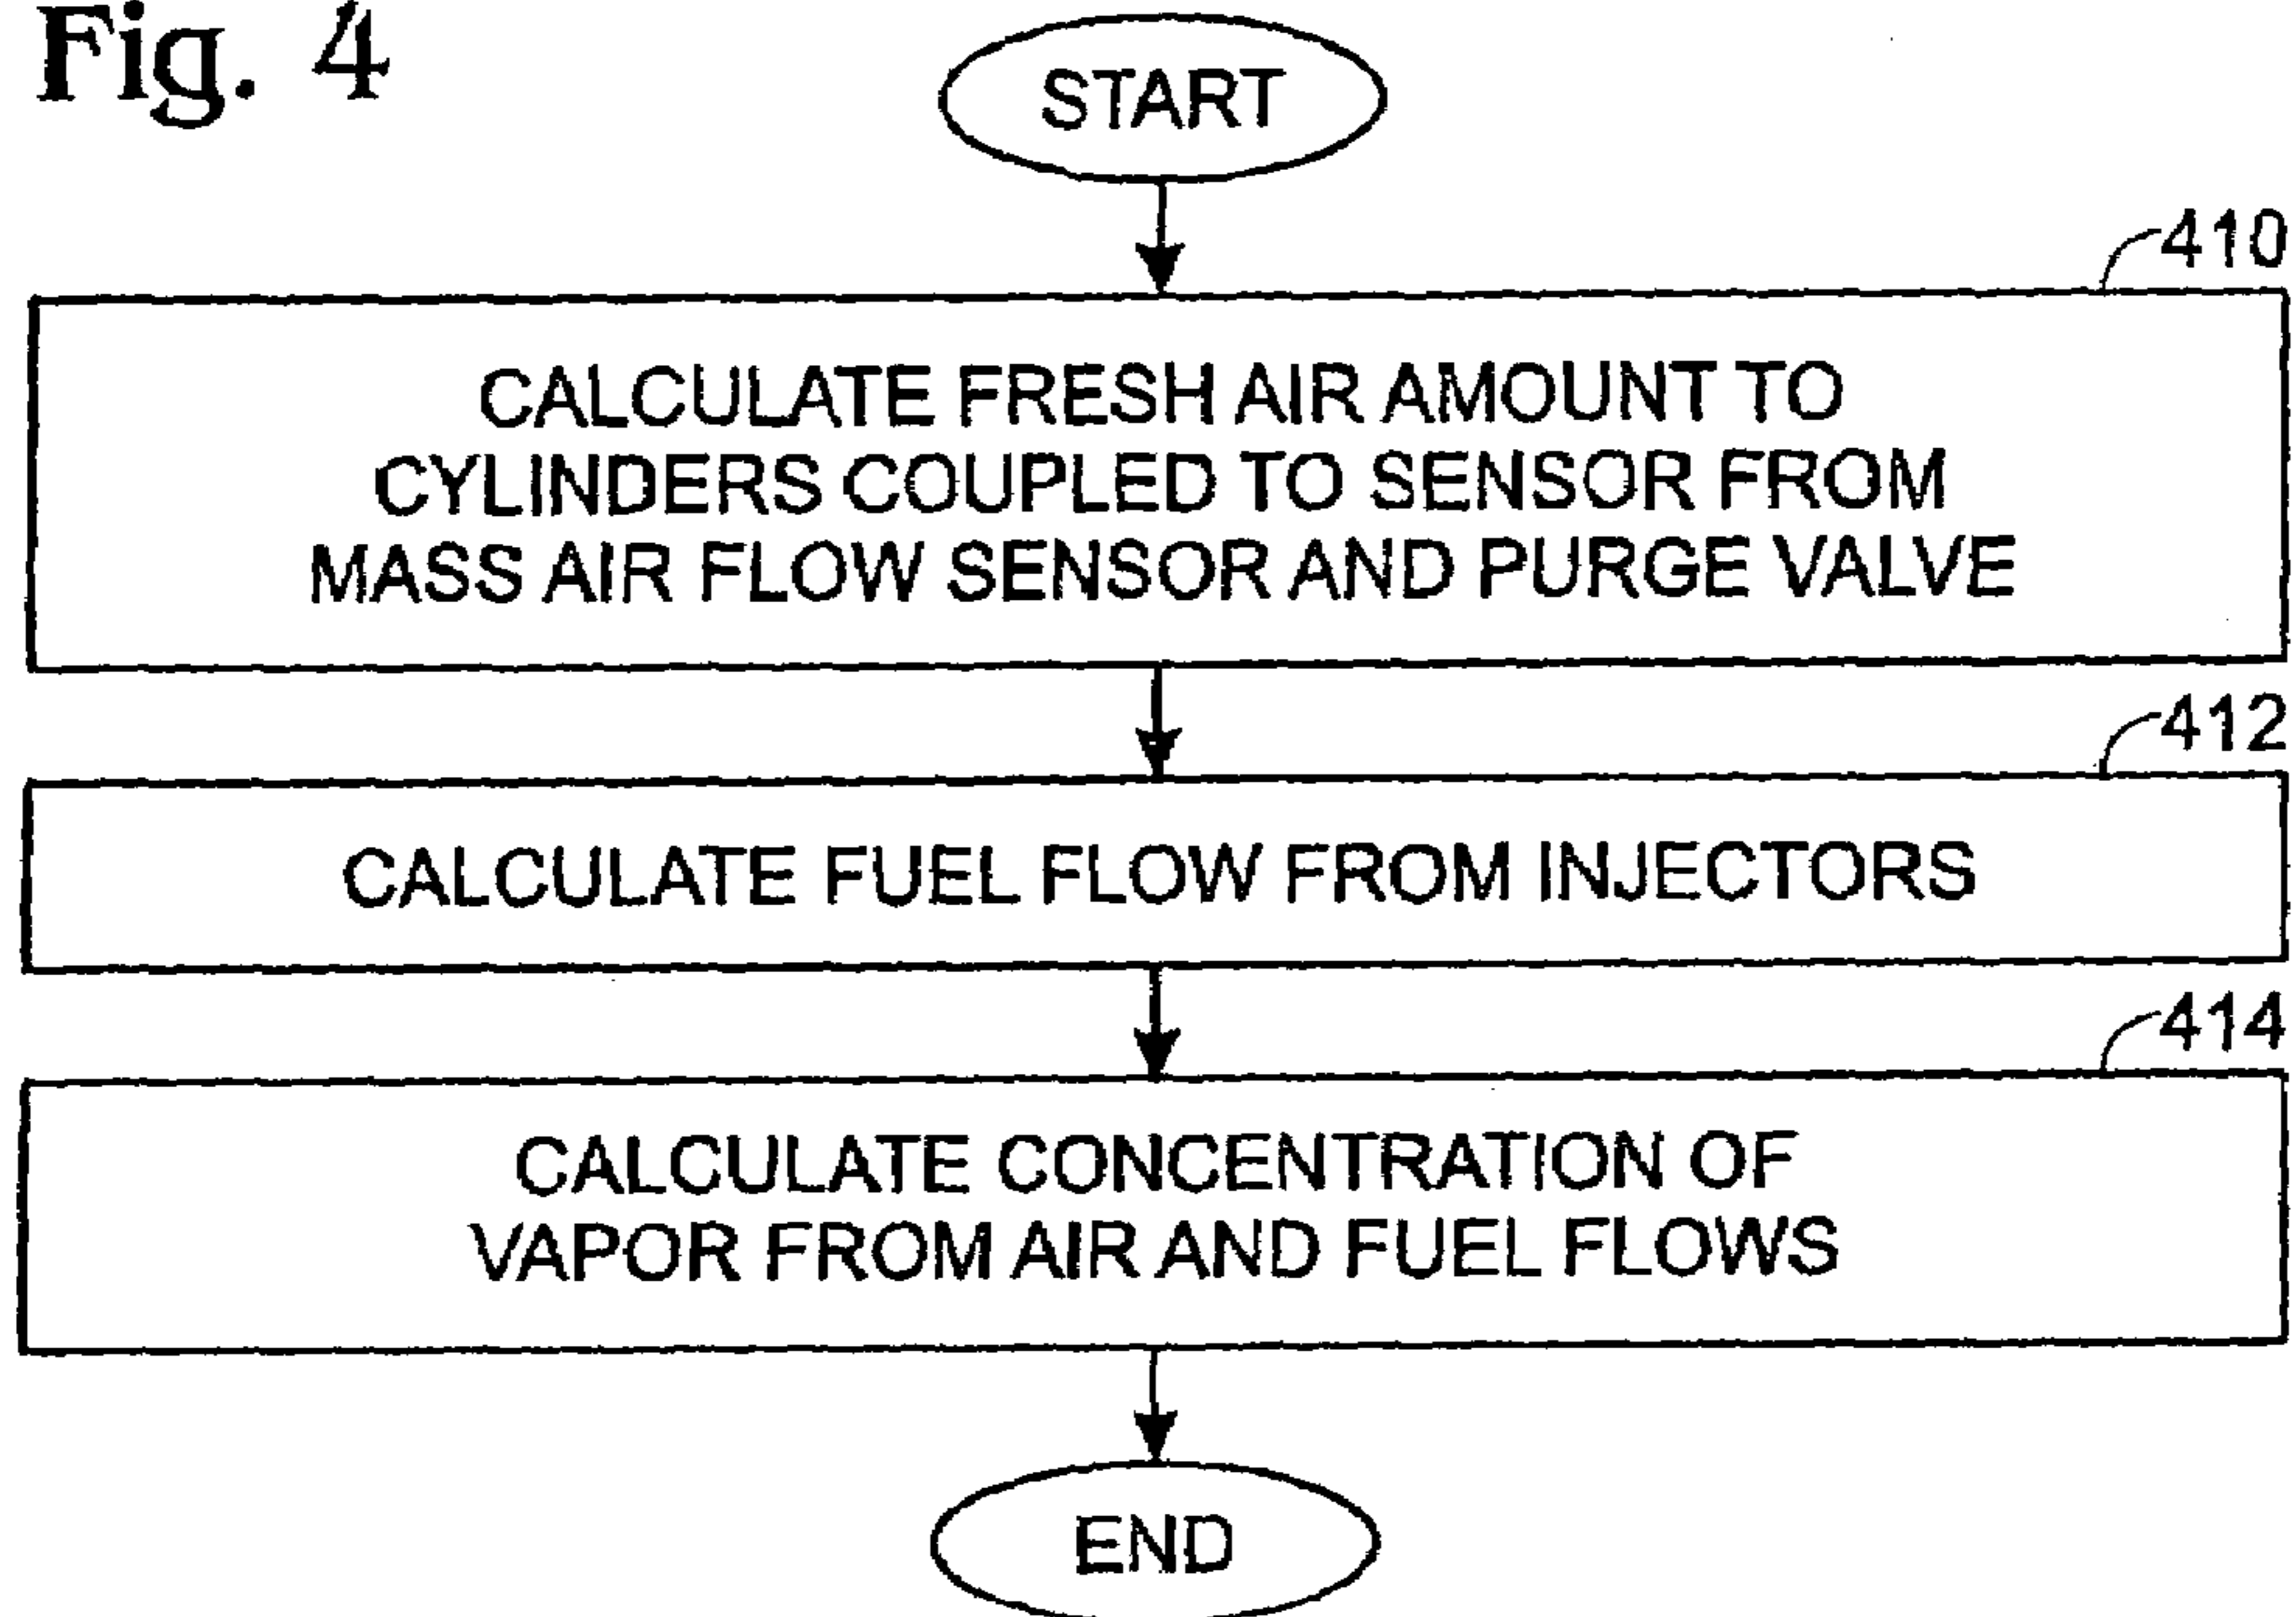 Fig. 4
START
410
CALCULATE FRESH AIR AMOUNT TO
CYLINDERS COUPLED TO SENSOR FROM
MASS AIR FLOW SENSOR AND PURGE VALVE
412
CALCULATE FUEL FLOW FROM INJECTORS
414
CALCULATE CONCENTRATION OF
VAPOR FROM AIR AND FUEL FLOWS
END